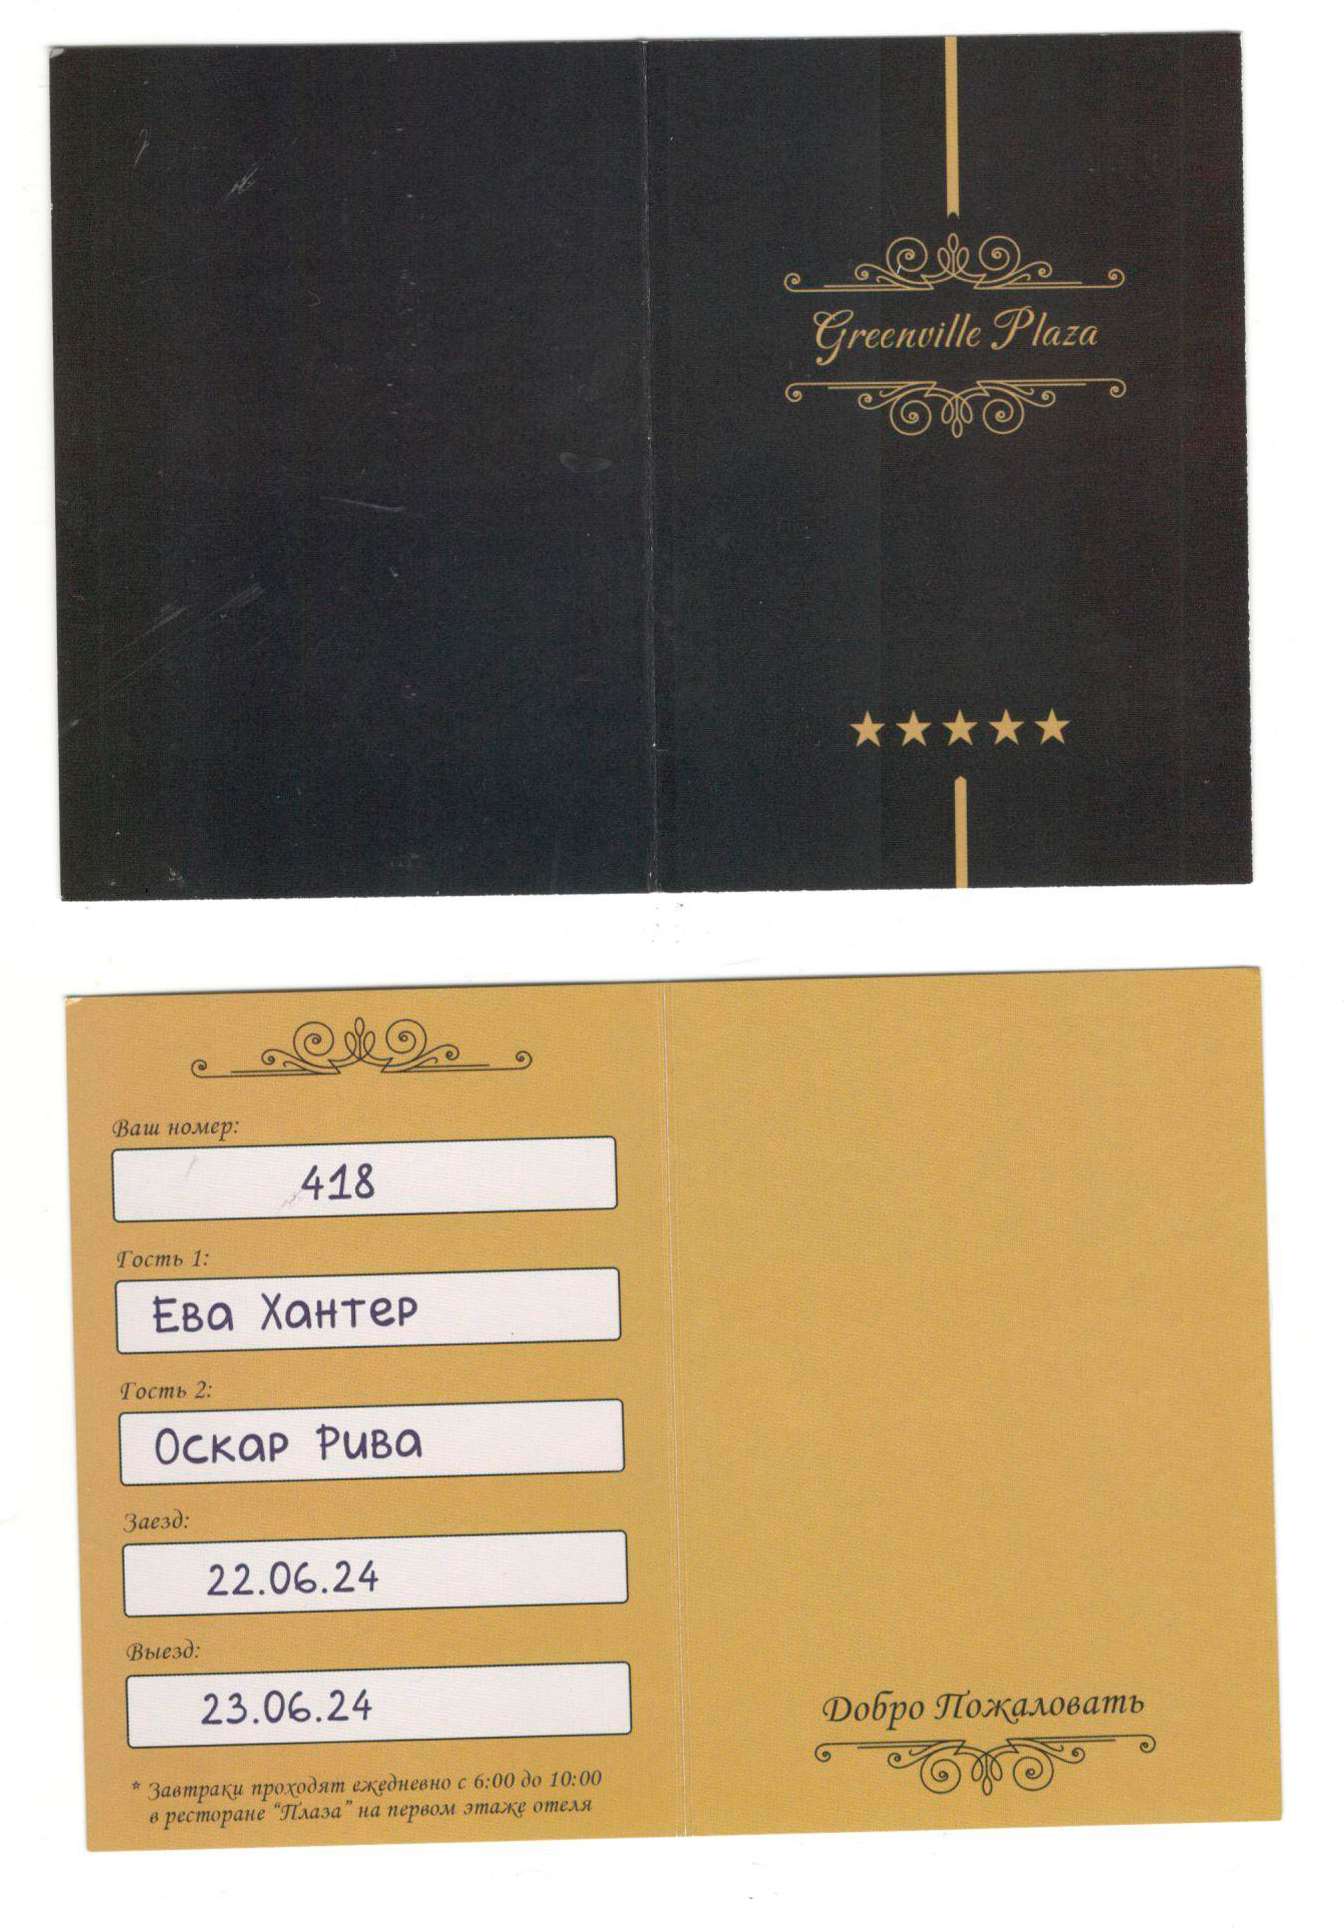 Greenville Plaza
Ваш номер:
418
Гость 1:
Ева Хантер
Гость 2:
Оскар Рива
Заезд:
22.06.24
Выезд:
23.06.24
* Завтраки проходят ежедневно с 6:00 до 10:00
в ресторане “Плаза” на первом этаже отеля
Добро Пожаловать